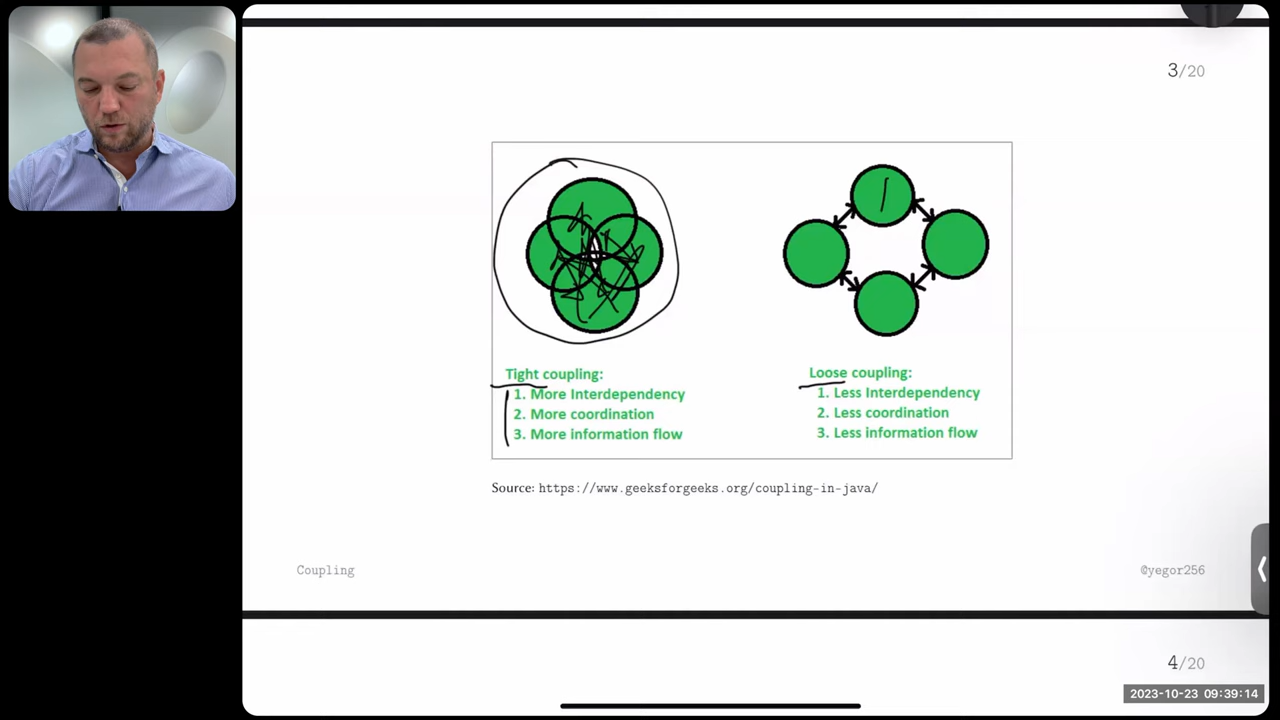 3/20
Tight coupling:
1. More Interdependency
2. More coordination
3. More information flow
Loose coupling:
1. Less Interdependency
2. Less coordination
3. Less information flow
Source: https://www.geeksforgeeks.org/coupling-in-java/
Coupling
@yegor256
4/20
2023-10-23 09:39:14